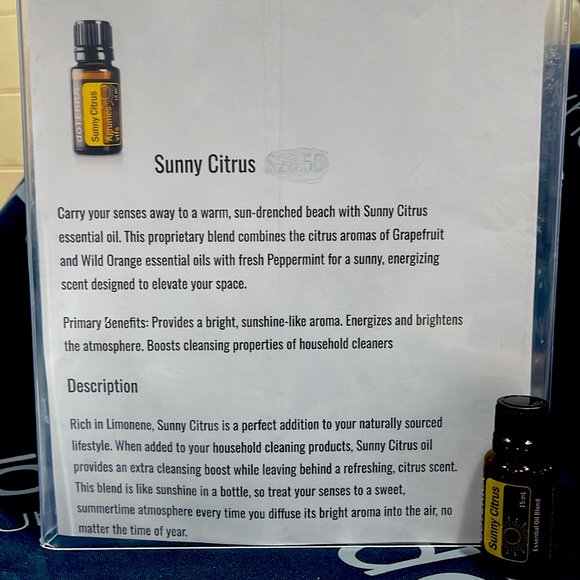 dōTERRA
Sunny Citrus
Agrumes
vifs
Sunny Citrus
Carry your senses away to a warm, sun-drenched beach with Sunny Citrus
essential oil. This proprietary blend combines the citrus aromas of Grapefruit
and Wild Orange essential oils with fresh Peppermint for a sunny, energizing
scent designed to elevate your space.
Primary Benefits: Provides a bright, sunshine-like aroma. Energizes and brightens
the atmosphere. Boosts cleansing properties of household cleaners
Description
Rich in Limonene, Sunny Citrus is a perfect addition to your naturally sourced
lifestyle. When added to your household cleaning products, Sunny Citrus oil
provides an extra cleansing boost while leaving behind a refreshing, citrus scent.
This blend is like sunshine in a bottle, so treat your senses to a sweet,
summertime atmosphere every time you diffuse its bright aroma into the air, no
matter the time of year.
Sunny Citrus
15 mL
Essential Oil Blend